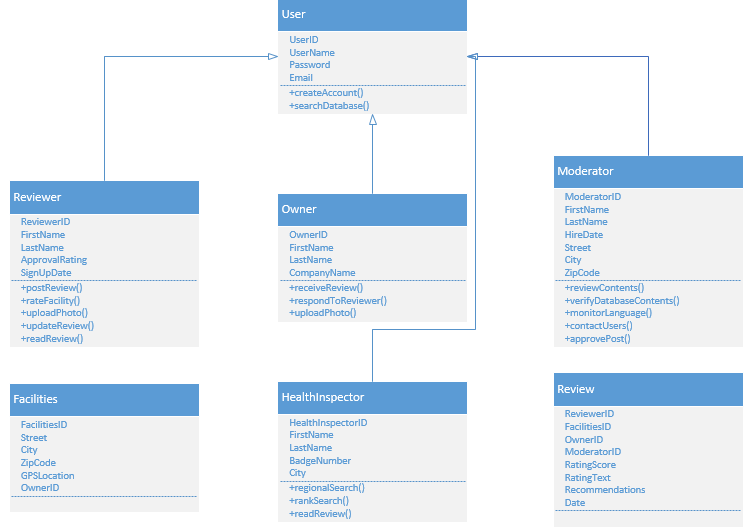 User
UserID
UserName
Password
Email
+createAccount()
+searchDatabase()
Reviewer
ReviewerID
FirstName
LastName
ApprovalRating
SignUpDate
+postReview()
+rateFacility()
+uploadPhoto()
+updateReview()
+readReview()
Owner
OwnerID
FirstName
LastName
CompanyName
+receiveReview()
+respondToReviewer()
+uploadPhoto()
Moderator
ModeratorID
FirstName
LastName
HireDate
Street
City
ZipCode
+reviewContents()
+verifyDatabaseContents()
+monitorLanguage()
+contactUsers()
+approvePost()
Facilities
FacilitiesID
Street
City
ZipCode
GPSLocation
OwnerID
HealthInspector
HealthInspectorID
FirstName
LastName
BadgeNumber
City
+regionalSearch()
+rankSearch()
+readReview()
Review
ReviewerID
FacilitiesID
OwnerID
ModeratorID
RatingScore
RatingText
Recommendations
Date